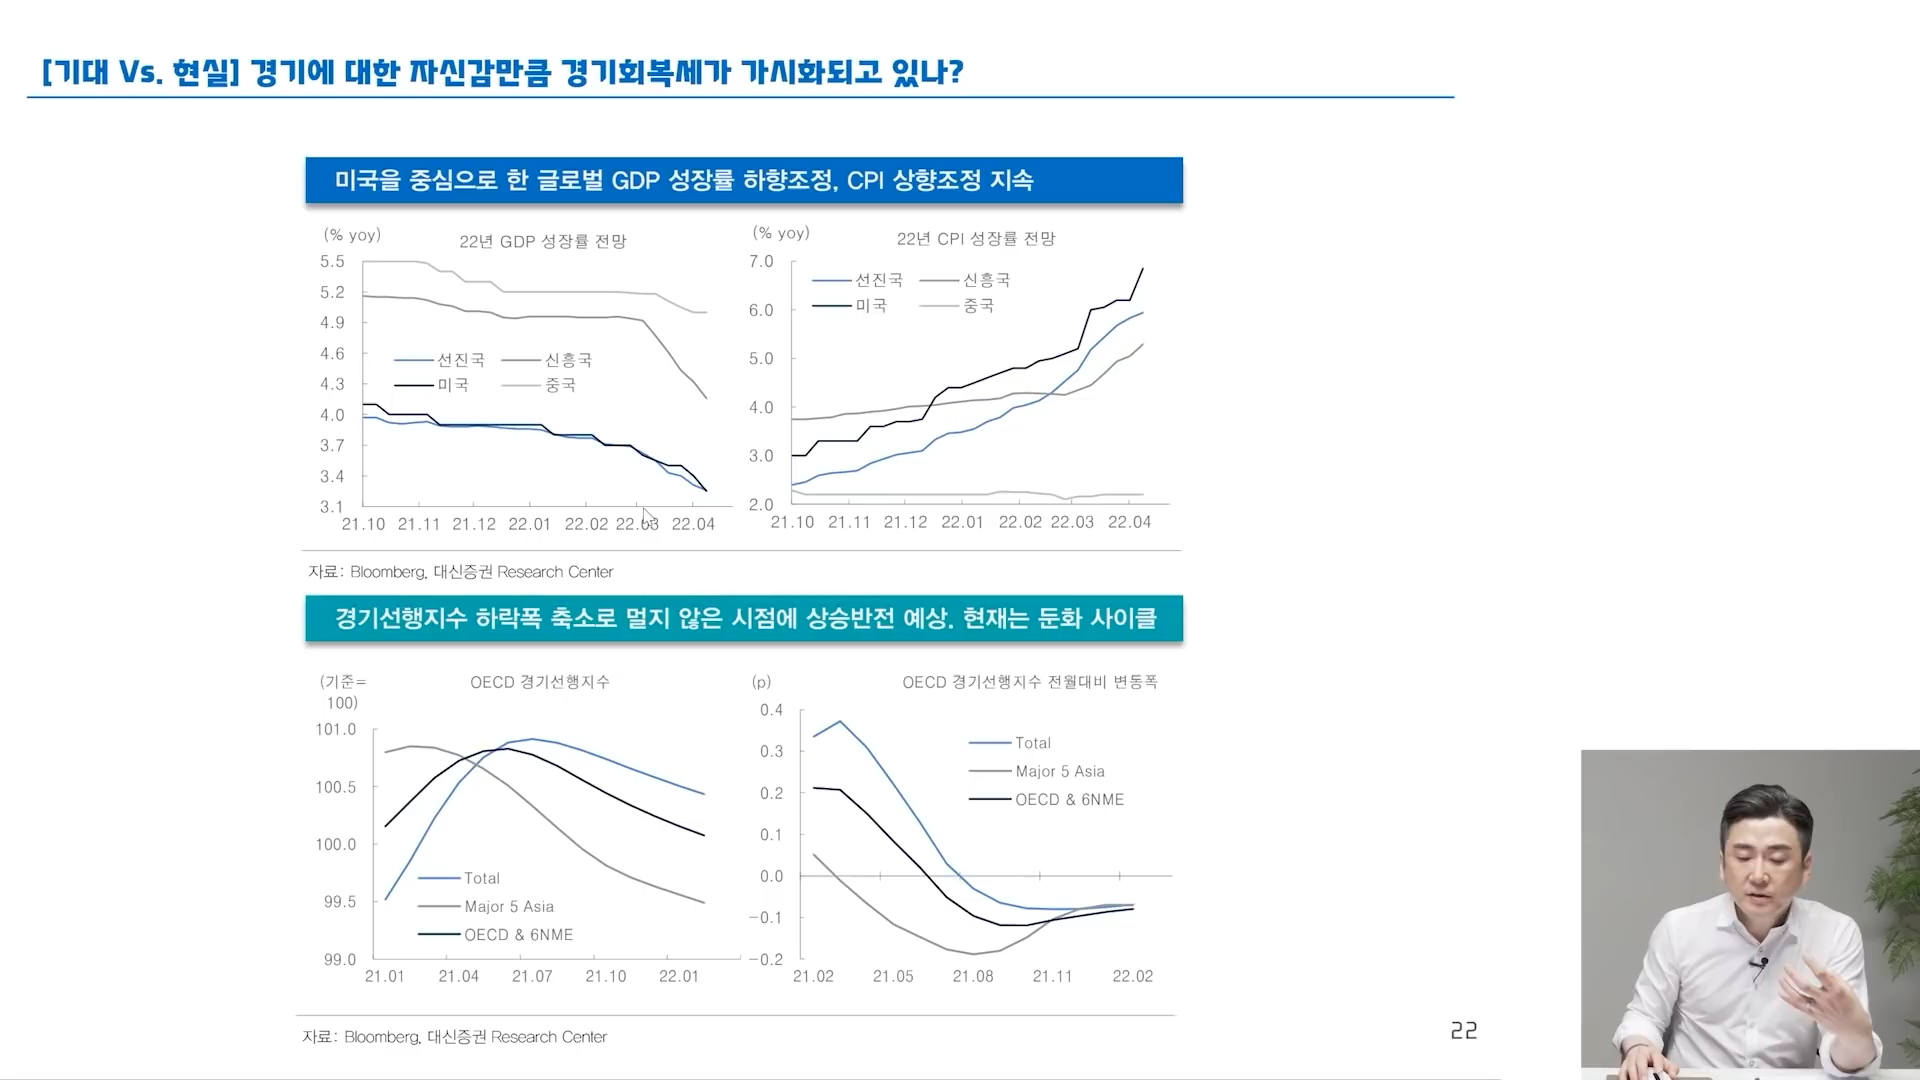 [기대 Vs. 현실] 경기에 대한 자신감만큼 경기회복세가 가시화되고 있나?
미국을 중심으로 한 글로벌 GDP 성장률 하향조정, CPI 상향조정 지속
(% yoy)
22년 GDP 성장률 전망
5.5
5.2
4.9
4.6
4.3
4.0
3.7
3.4
3.1
선진국 신흥국
미국 중국
21.10 21.11 21.12 22.01 22.02 22.03 22.04
(% yoy)
22년 CPI 성장률 전망
7.0
6.0
5.0
4.0
3.0
2.0
선진국 신흥국
미국 중국
21.10 21.11 21.12 22.01 22.02 22.03 22.04
자료: Bloomberg, 대신증권 Research Center
경기선행지수 하락폭 축소로 멀지 않은 시점에 상승반전 예상. 현재는 둔화 사이클
(기준=
100)
OECD 경기선행지수
101.0
100.5
100.0
99.5
99.0
Total
Major 5 Asia
OECD & 6NME
21.01 21.04 21.07 21.10 22.01
(p)
OECD 경기선행지수 전월대비 변동폭
0.4
0.3
0.2
0.1
0.0
-0.1
-0.2
Total
Major 5 Asia
OECD & 6NME
21.02 21.05 21.08 21.11 22.02
자료: Bloomberg, 대신증권 Research Center
22